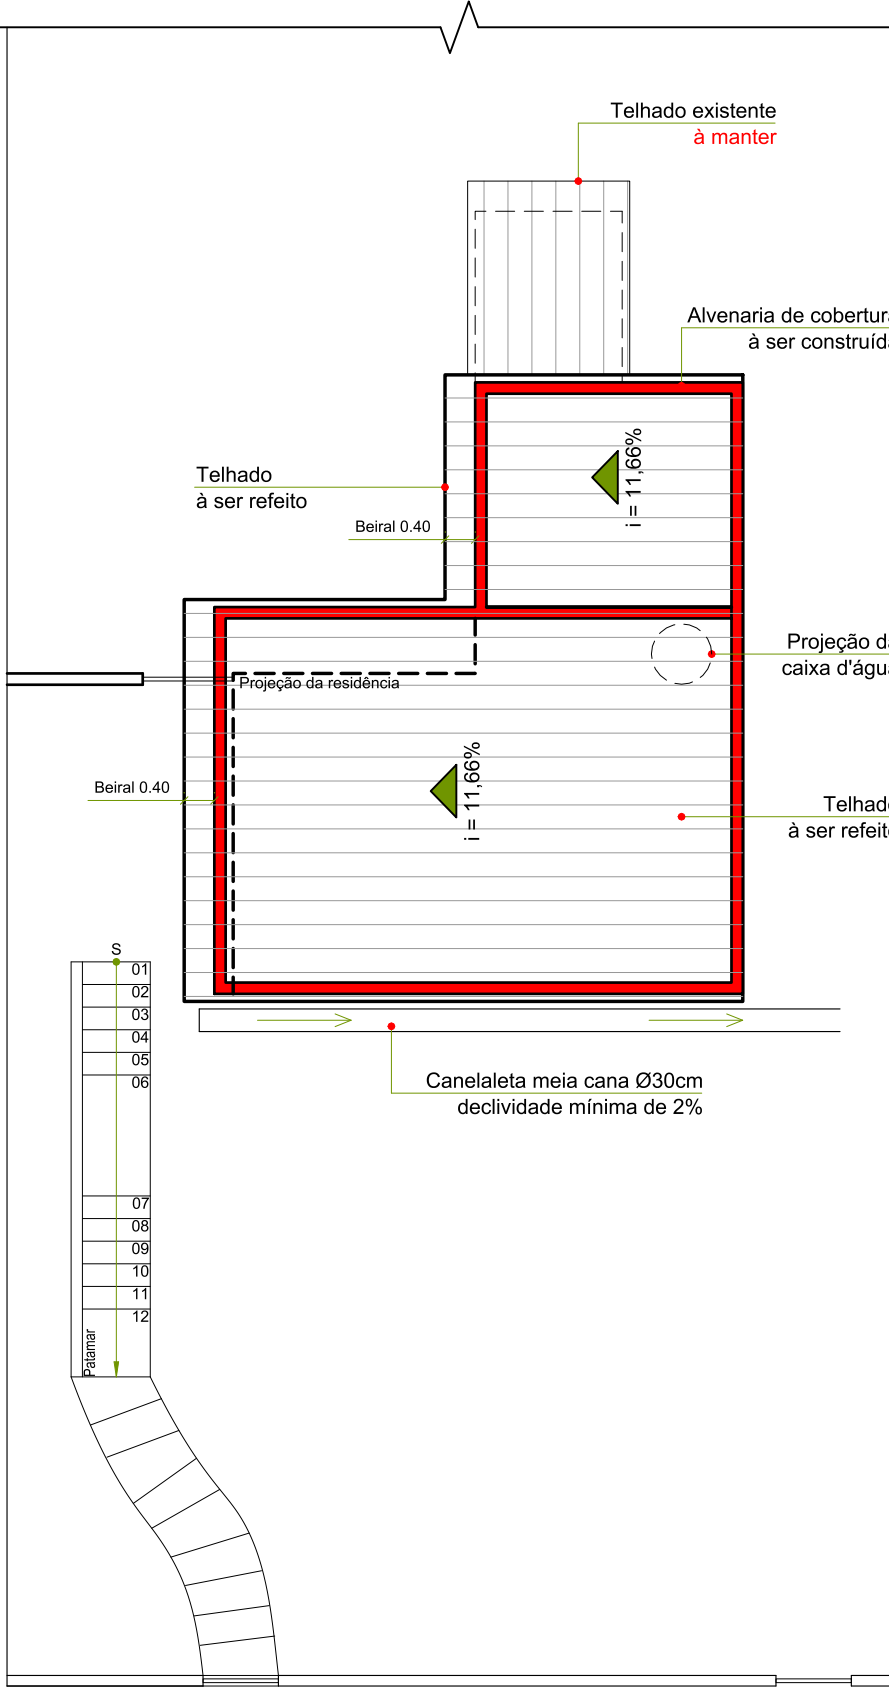 Telhado existente
à manter
Alvenaria de cobertura
à ser construída
Telhado
à ser refeito
i = 11,66%
Beiral 0.40
Projeção da
caixa d'água
Projeção da residência
i = 11,66%
Beiral 0.40
Telhado
à ser refeito
S
01
02
03
04
05
06
Canelaleta meia cana Ø30cm
declividade mínima de 2%
07
08
09
10
11
12
Patamar